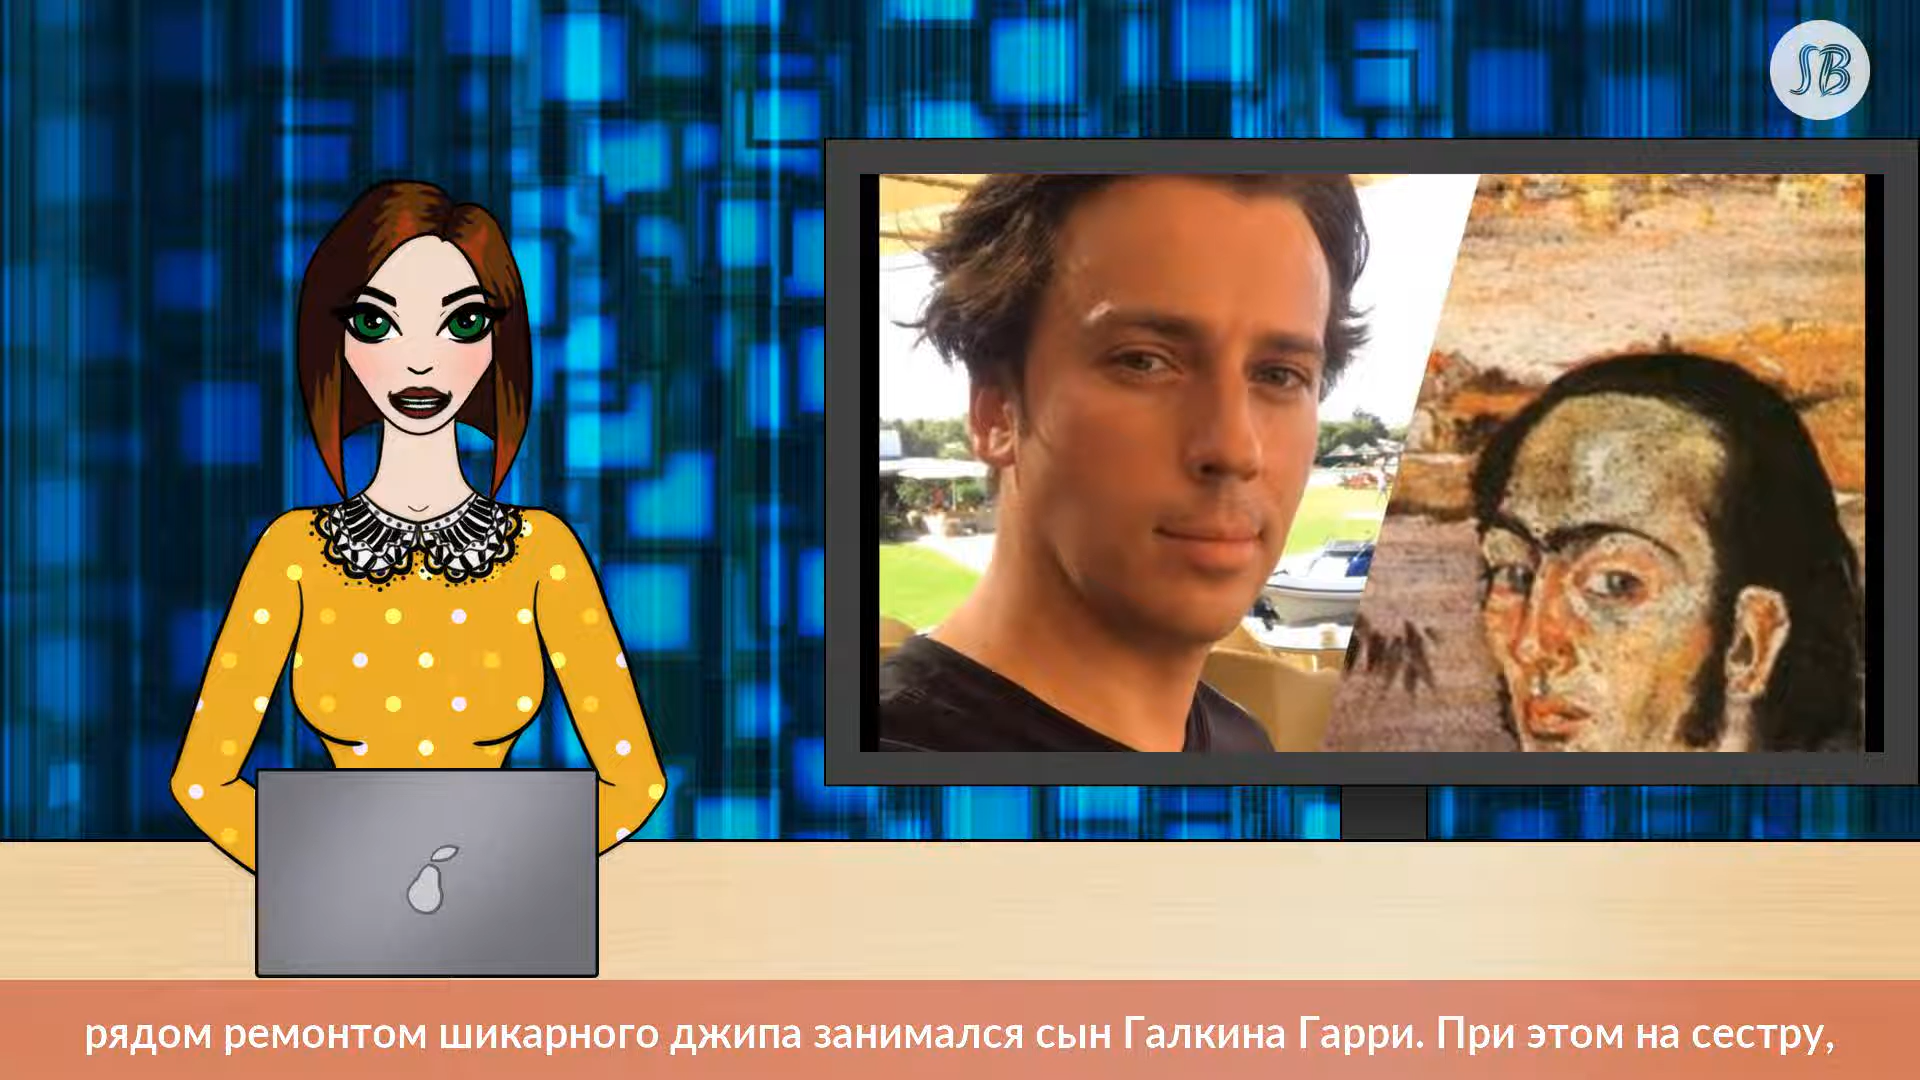 SB
рядом ремонтом шикарного джипа занимался сын Галкина Гарри. При этом на сестру,